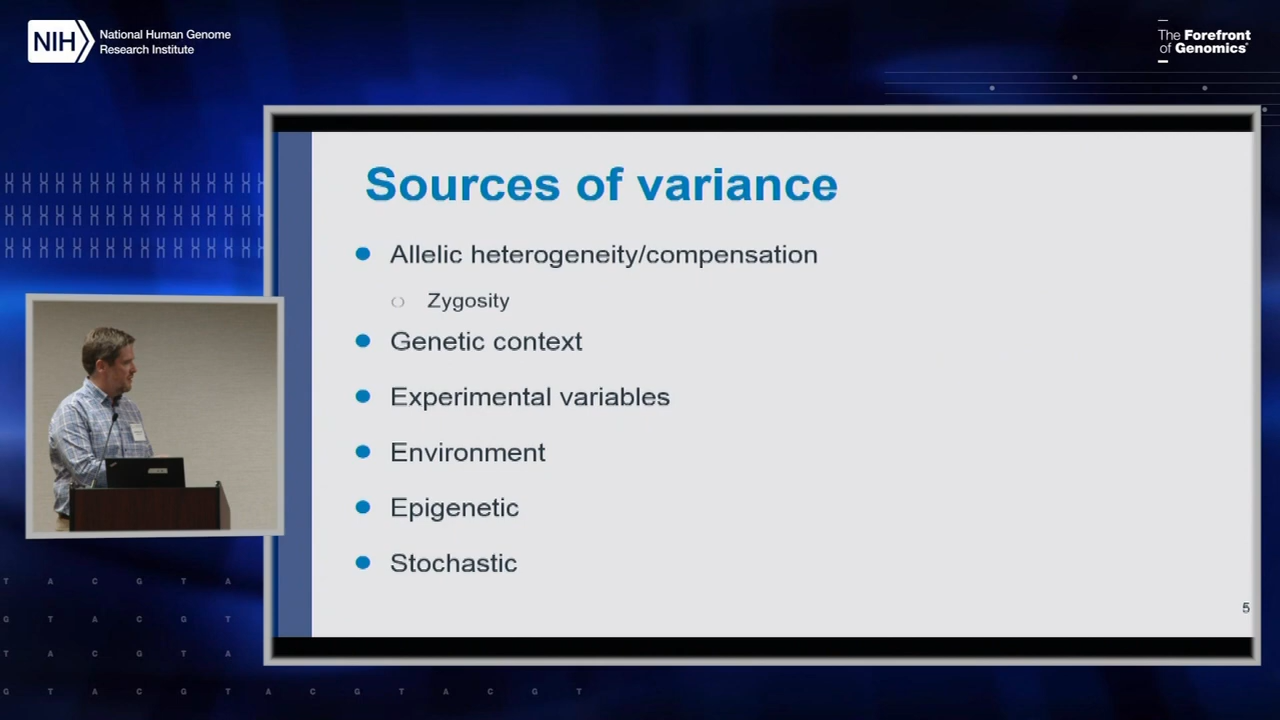 NIH
National Human Genome
Research Institute
The Forefront
of Genomics®
Sources of variance
Allelic heterogeneity/compensation
Zygosity
Genetic context
Experimental variables
Environment
Epigenetic
Stochastic
5
T A C G T A
G T A C G T
T A C G T A
G T A C G T A C G T A C G T